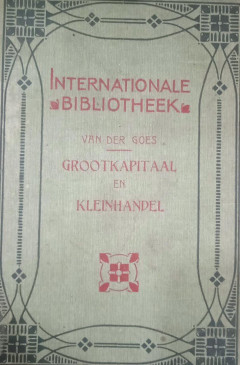 INTERNATIONALE
BIBLIOTHEEK
VAN DER GOES
GROOTKAPITAAL
EN
KLEINHANDEL